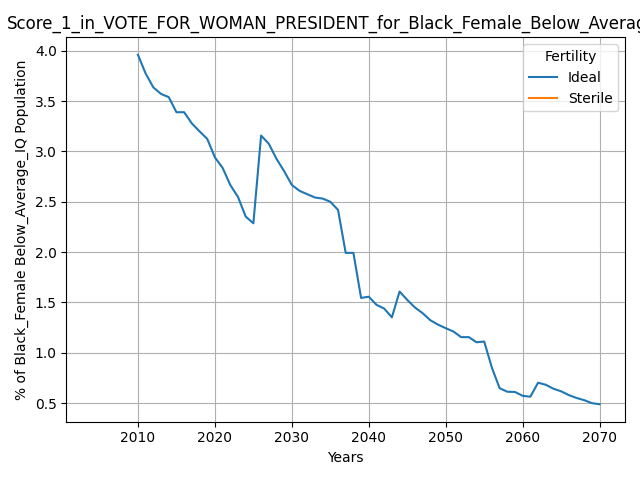 Score_1_in_VOTE_FOR_WOMAN_PRESIDENT_for_Black_Female_Below_Averag
% of Black_Female Below_Average_IQ Population
4.0
3.5
3.0
2.5
2.0
1.5
1.0
0.5
Fertility
Ideal
Sterile
2010 2020 2030 2040 2050 2060 2070
Years